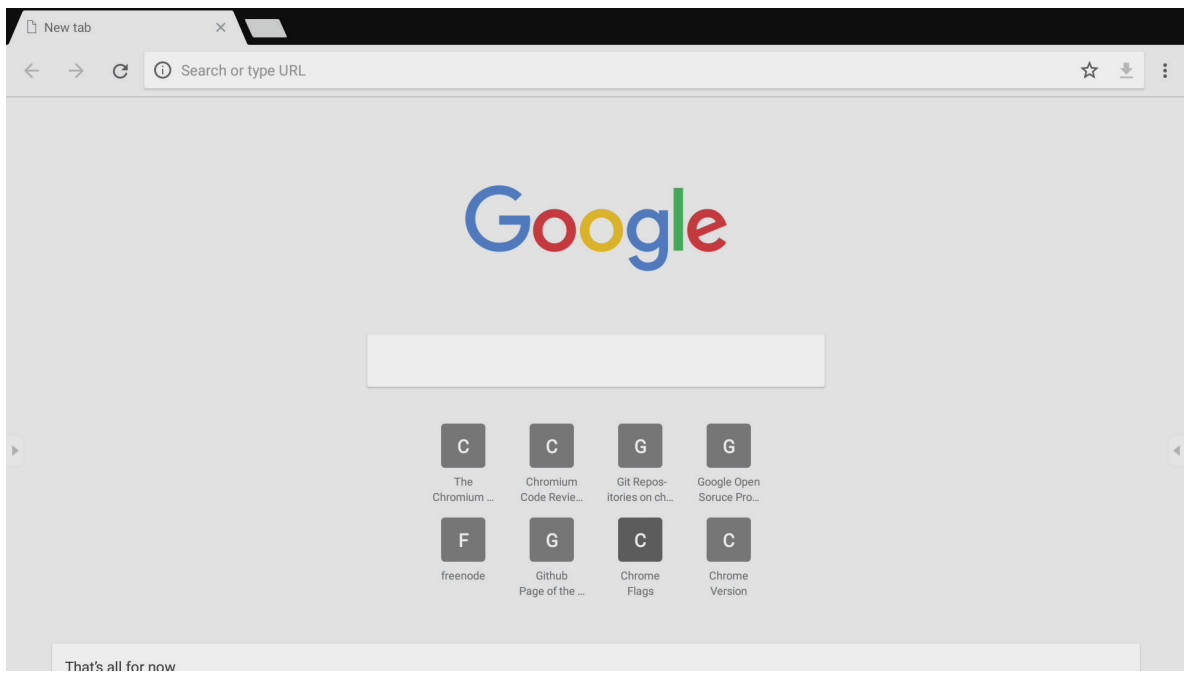 New tab
Search or type URL
Google
C C G G
The Chromium ...
Chromium Code Revie...
Git Repos-
itories on ch...
Google Open
Soruce Pro...
F G C C
freenode
Github
Page of the ...
Chrome
Flags
Chrome
Version
That's all for now